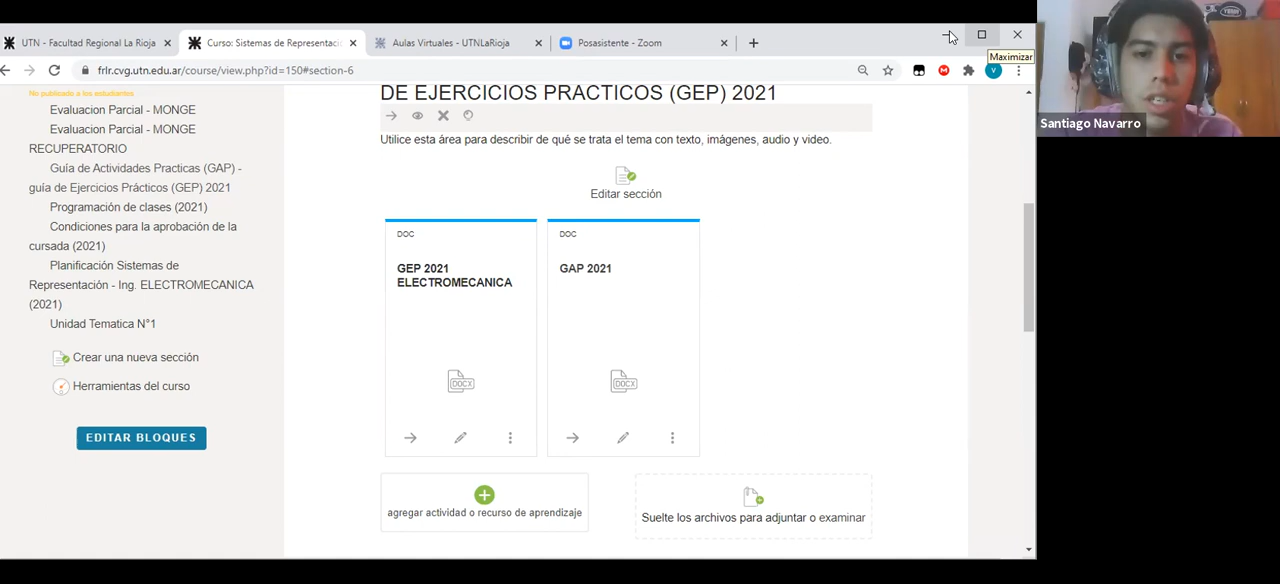 UTN - Facultad Regional La Rioja
Curso: Sistemas de Representaci
Aulas Virtuales - UTNLaRioja
Posasistente - Zoom
frlr.cvg.utn.edu.ar/course/view.php?id=150#section-6
Maximizar
V
Santiago Navarro
No publicado a los estudiantes
Evaluacion Parcial - MONGE
Evaluacion Parcial - MONGE
RECUPERATORIO
Guía de Actividades Practicas (GAP) -
guía de Ejercicios Prácticos (GEP) 2021
Programación de clases (2021)
Condiciones para la aprobación de la
cursada (2021)
Planificación Sistemas de
Representación - Ing. ELECTROMECANICA
(2021)
Unidad Tematica N°1
Crear una nueva sección
Herramientas del curso
EDITAR BLOQUES
DE EJERCICIOS PRACTICOS (GEP) 2021
Utilice esta área para describir de qué se trata el tema con texto, imágenes, audio y video.
Editar sección
DOC
GEP 2021
ELECTROMECANICA
DOCX
DOC
GAP 2021
DOCX
agregar actividad o recurso de aprendizaje
Suelte los archivos para adjuntar o examinar